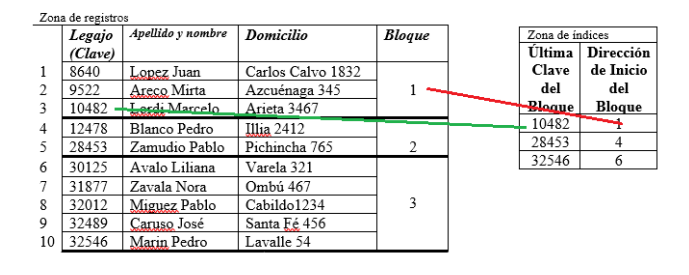 Zona de registros
Legajo (Clave) Apellido y nombre Domicilio Bloque
1 8640 Lopez Juan Carlos Calvo 1832
2 9522 Areco Mirta Azcuénaga 345 1
3 10482 Lordi Marcelo Arieta 3467
4 12478 Blanco Pedro Illia 2412
5 28453 Zamudio Pablo Pichincha 765 2
6 30125 Avalo Liliana Varela 321
7 31877 Zavala Nora Ombú 467
8 32012 Miguez Pablo Cabildo1234 3
9 32489 Caruso José Santa Fé 456
10 32546 Marin Pedro Lavalle 54
Zona de índices
Última Dirección
Clave de Inicio
del del
Bloque Bloque
10482 1
28453 4
32546 6